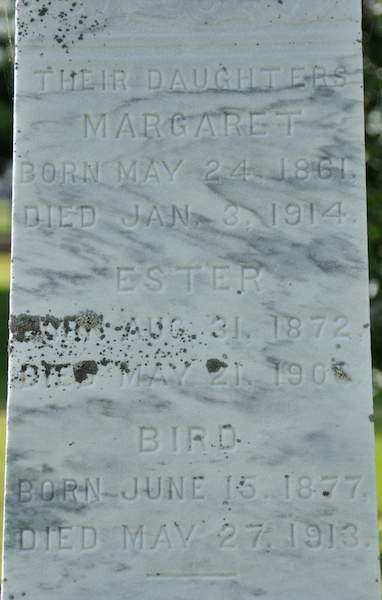 THEIR DAUGHTERS
MARGARET
BORN MAY 24, 1861.
DIED JAN. 3, 1914.
ESTER
AUG. 31, 1872
DIED MAY 21,
BIRD
BORN JUNE 15, 1877.
DIED MAY 27, 1913.